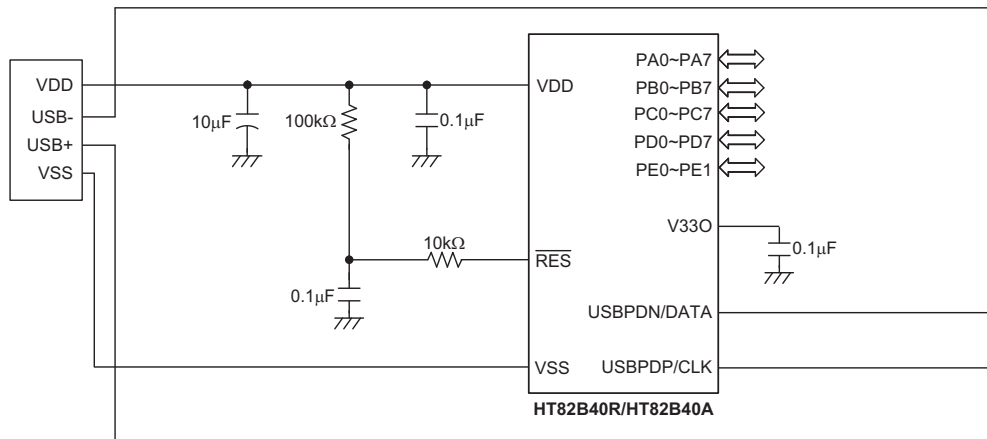 VDD
USB-
USB+
VSS
10μF
100kΩ
0.1μF
10kΩ
0.1μF
VDD
RES
VSS
PA0~PA7
PB0~PB7
PC0~PC7
PD0~PD7
PE0~PE1
V33O
0.1μF
USBPDN/DATA
USBPDP/CLK
HT82B40R/HT82B40A